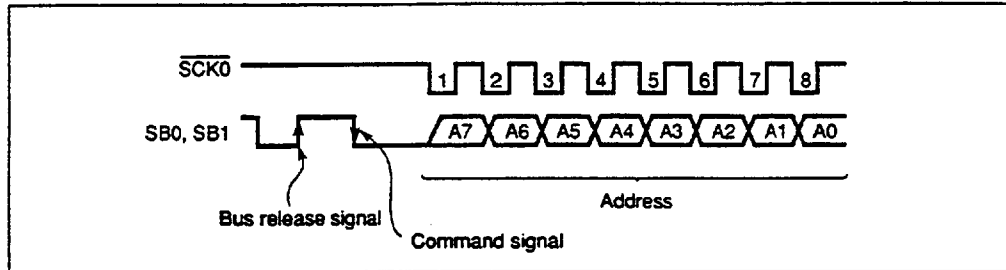 SCK0
1 2 3 4 5 6 7 8
SB0, SB1
A7 A6 A5 A4 A3 A2 A1 A0
Address
Bus release signal
Command signal